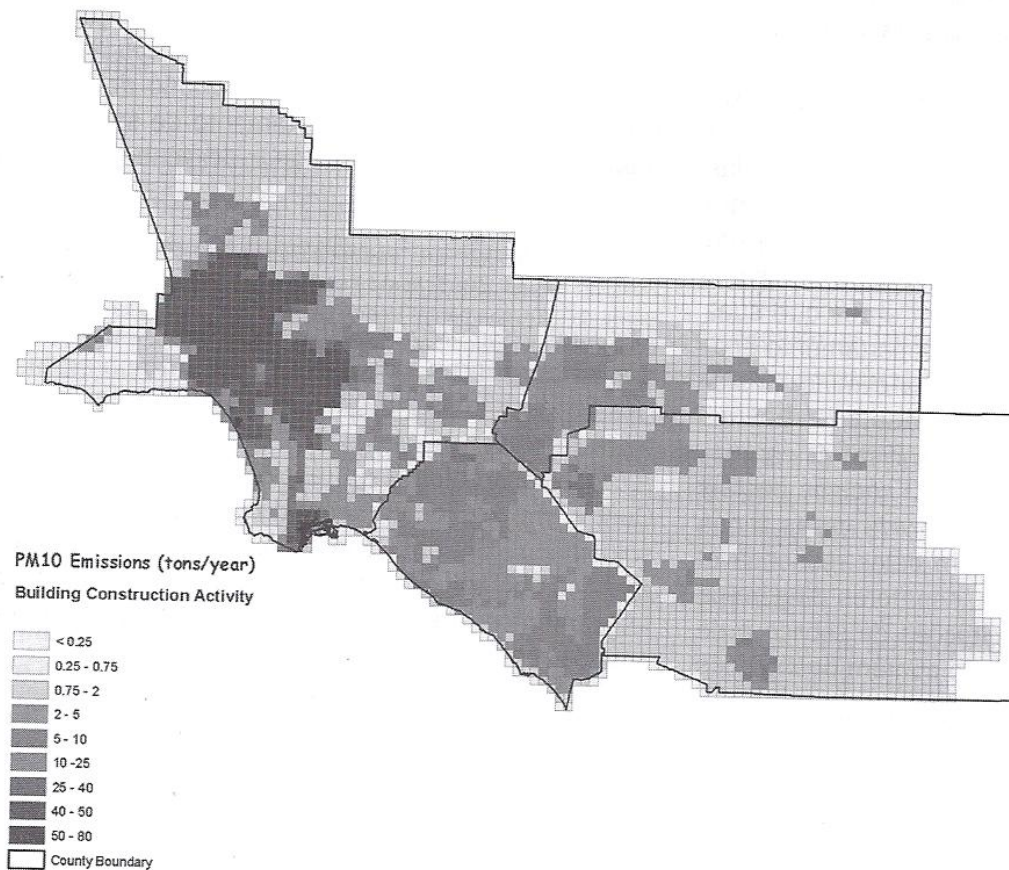 PM10 Emissions (tons/year)
Building Construction Activity
< 0.25
0.25 - 0.75
0.75 - 2
2 - 5
5 - 10
10 -25
25 - 40
40 - 50
50 - 80
County Boundary